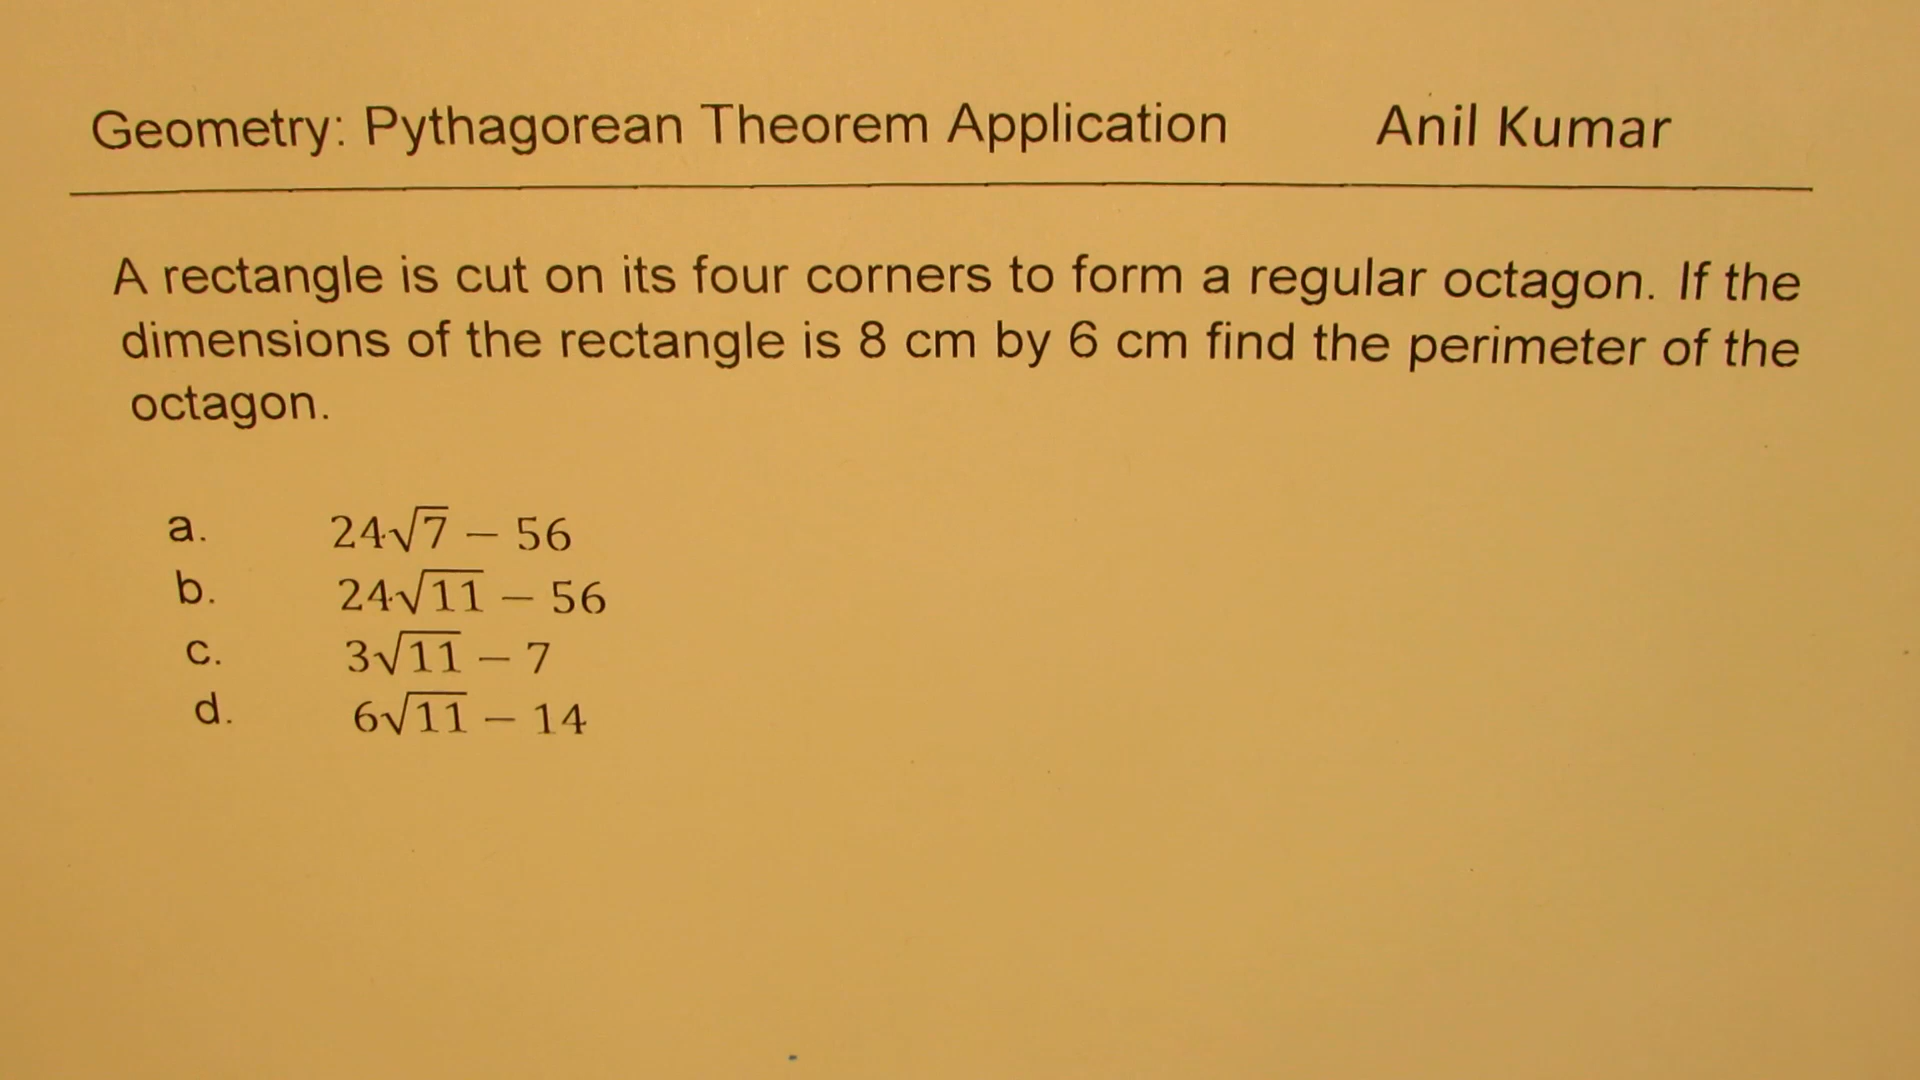 Geometry: Pythagorean Theorem Application Anil Kumar
A rectangle is cut on its four corners to form a regular octagon. If the
dimensions of the rectangle is 8 cm by 6 cm find the perimeter of the
octagon.
a. 24√7 – 56
b. 24√11 – 56
c. 3√11 – 7
d. 6√11 – 14